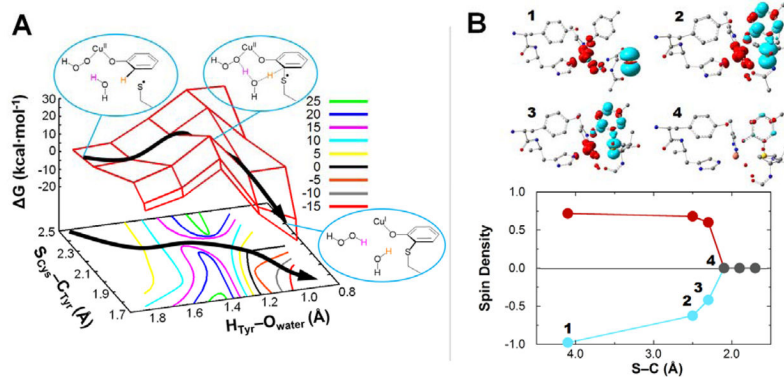 A
Cu^II
O
HO
H
H
O
H
S•
Cu^II
O
HO
H
H
O
H
S•
30
20
10
0
-10
-20
ΔG (kcal·mol⁻¹)
25
20
15
10
5
0
-5
-10
-15
2.5
2.3
2.1
1.9
1.7
S_Cys–C_Tyr (Å)
1.8
1.6
1.4
1.2
1.0
0.8
H_Tyr–O_water (Å)
Cu^I
O
HO
H
H
O
H
S
B
1
2
3
4
1.0
0.5
0.0
-0.5
-1.0
Spin Density
1
2
3
4
4.0
3.0
2.0
S–C (Å)